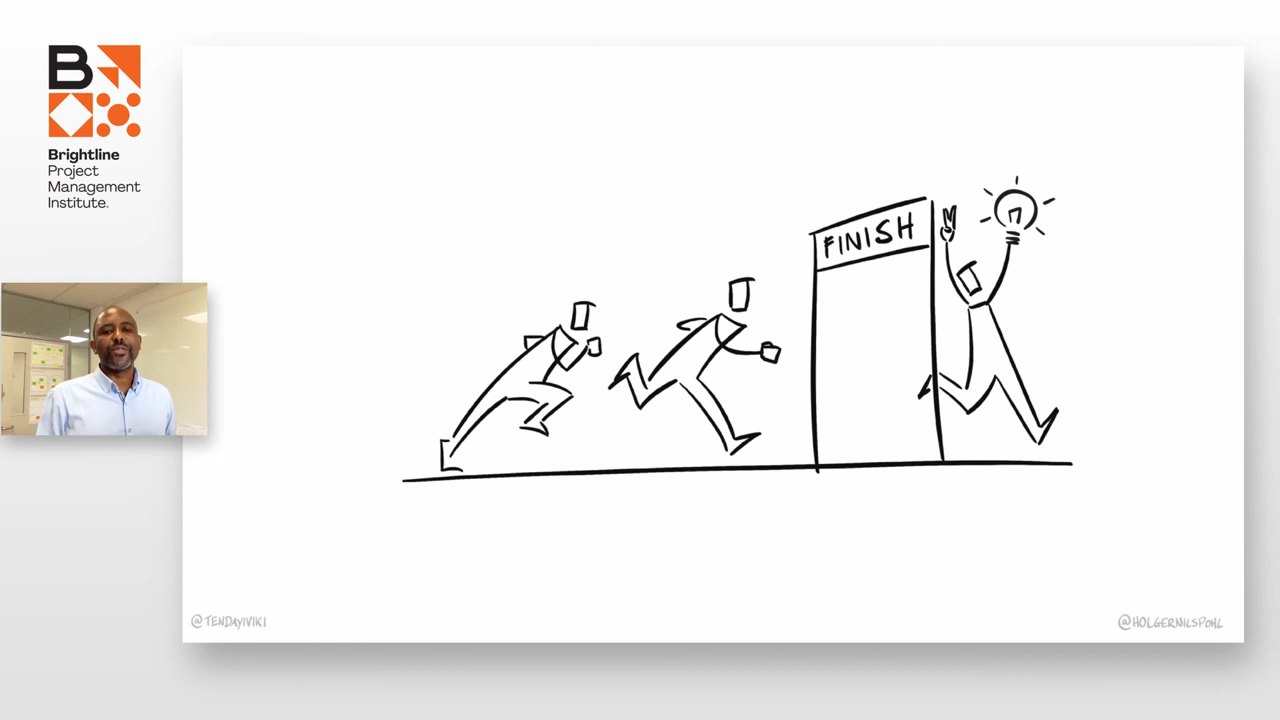 B
Brightline
Project
Management
Institute.
FINISH
@TENDAYIVIKI
@HOLGERNILSPOHL